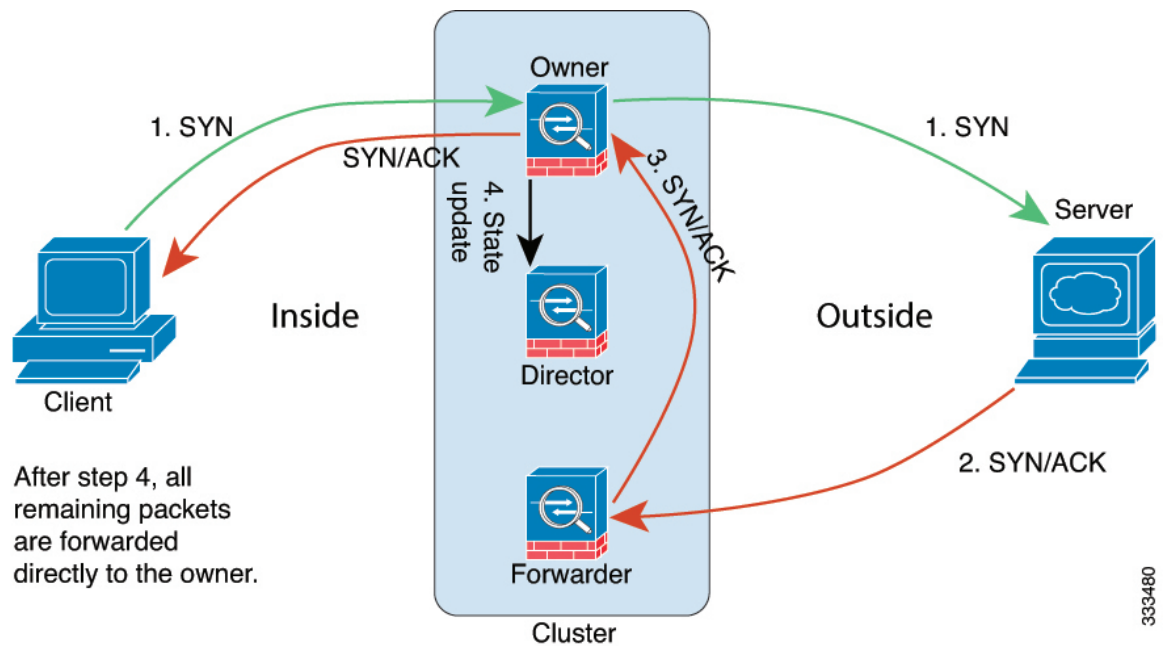 Owner
1. SYN
1. SYN
SYN/ACK
3. SYN/ACK
4. State
update
Server
Inside
Outside
Director
Client
2. SYN/ACK
After step 4, all
remaining packets
are forwarded
directly to the owner.
Forwarder
Cluster
333480